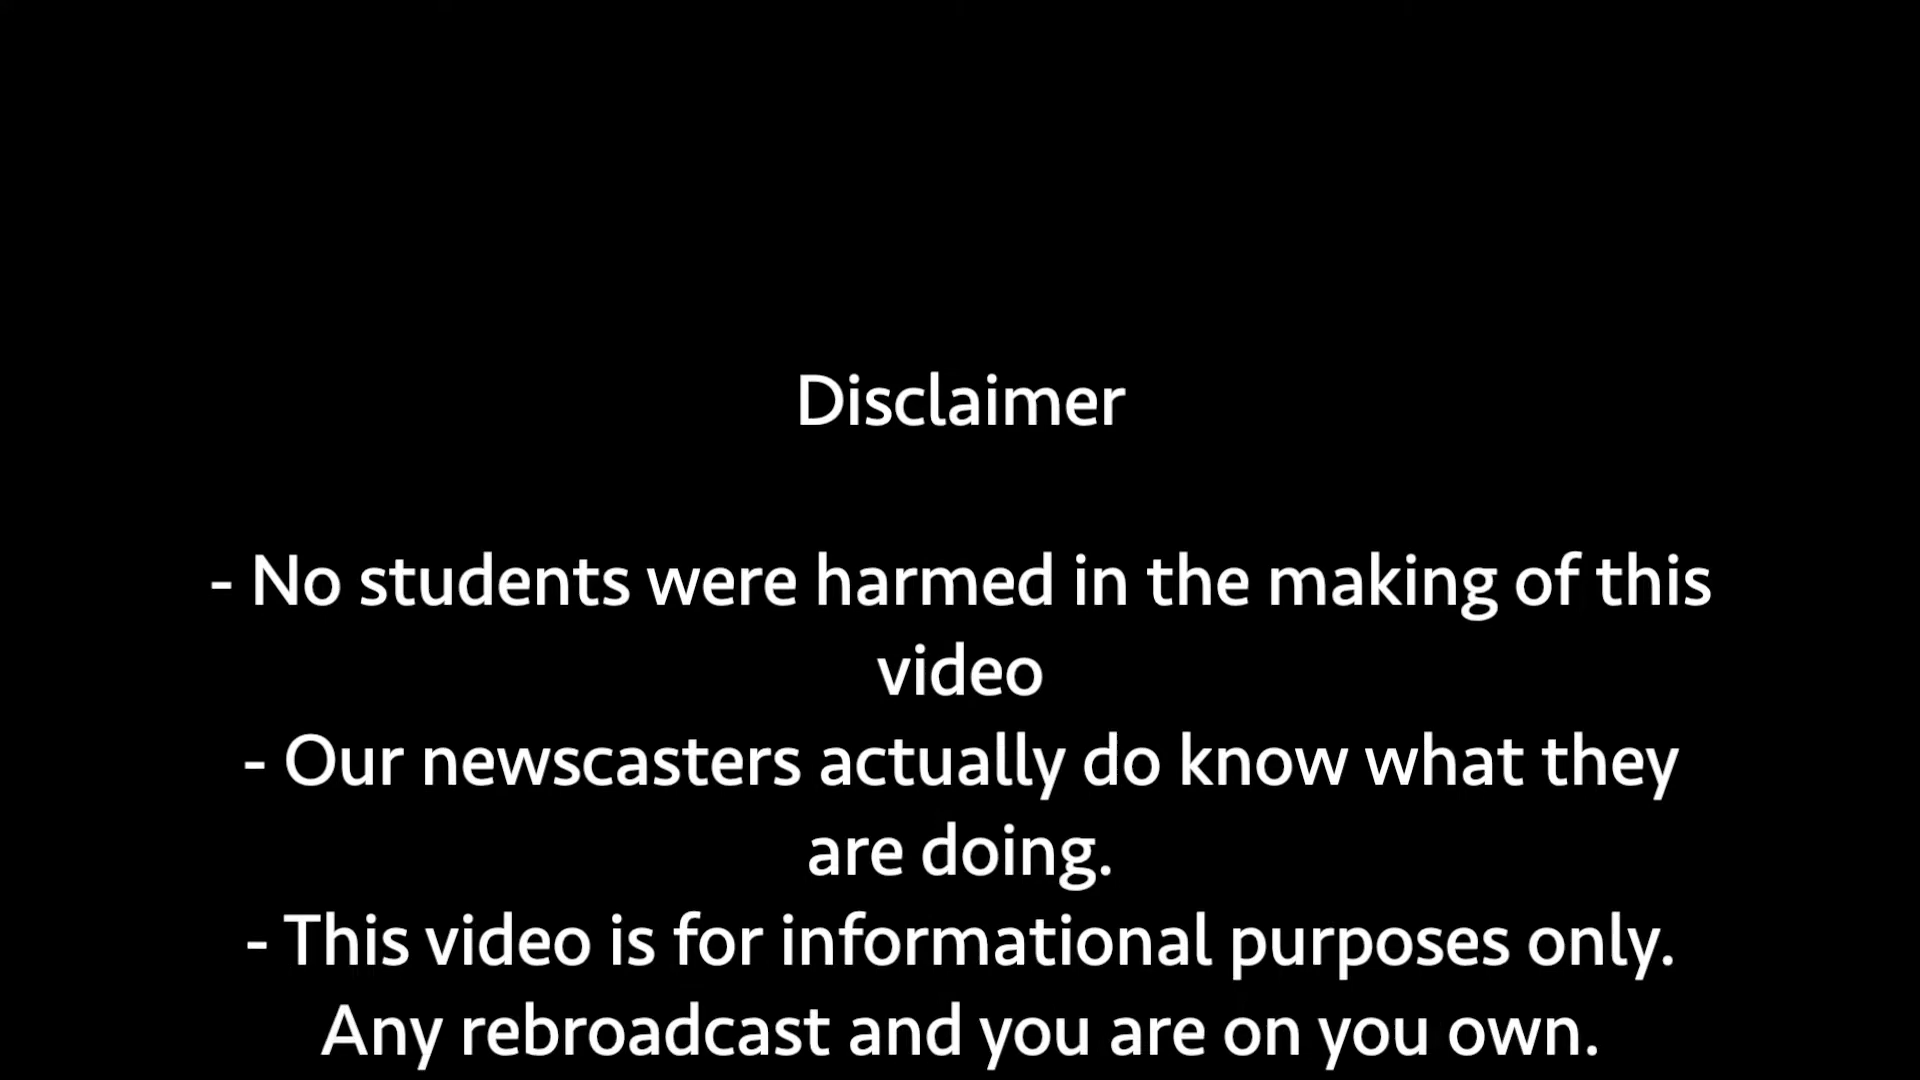 Disclaimer
- No students were harmed in the making of this
video
- Our newscasters actually do know what they
are doing.
- This video is for informational purposes only.
Any rebroadcast and you are on you own.